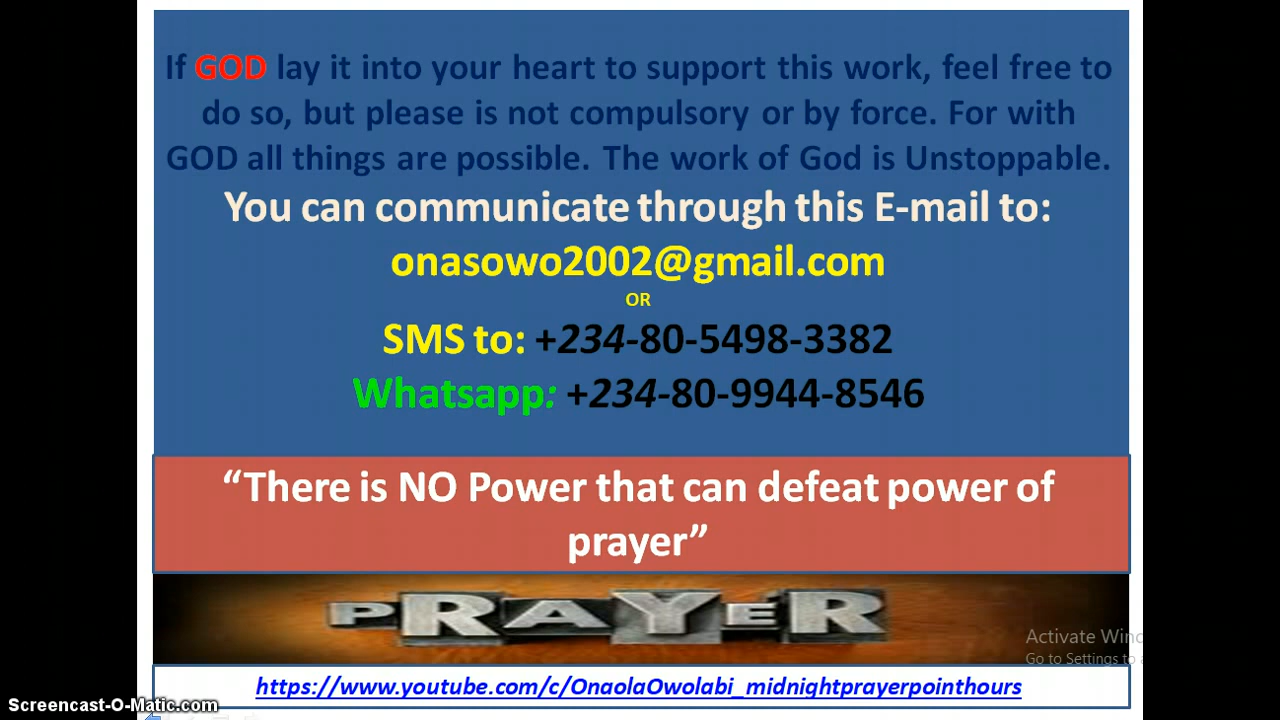 If GOD lay it into your heart to support this work, feel free to
do so, but please is not compulsory or by force. For with
GOD all things are possible. The work of God is Unstoppable.
You can communicate through this E-mail to:
onasowo2002@gmail.com
OR
SMS to: +234-80-5498-3382
Whatsapp: +234-80-9944-8546
“There is NO Power that can defeat power of
prayer”
PRAYER
Activate Win
Go to Settings to
https://www.youtube.com/c/OnaolaOwolabi_midnightprayerpointhours
Screencast-O-Matic.com